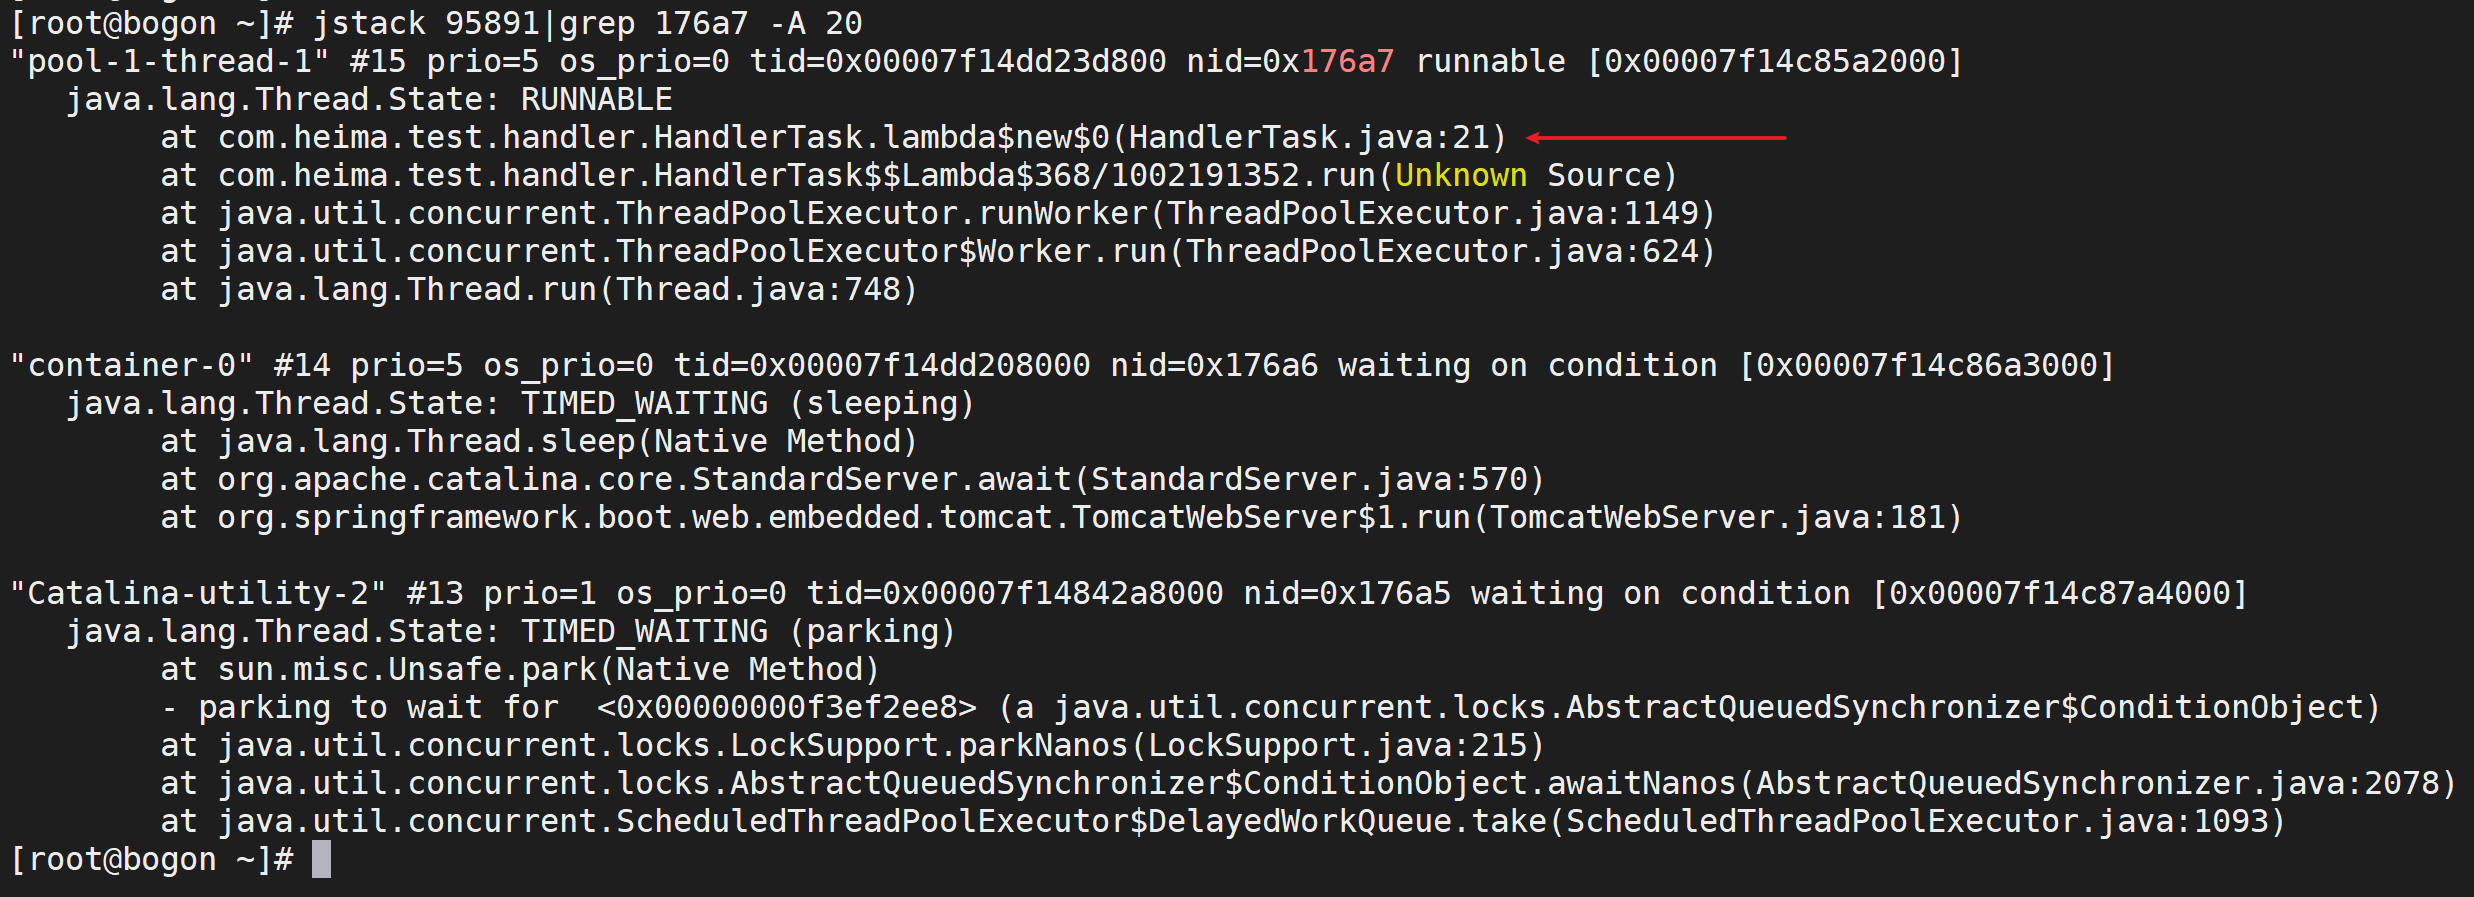 [root@bogon ~]# jstack 95891|grep 176a7 -A 20
"pool-1-thread-1" #15 prio=5 os_prio=0 tid=0x00007f14dd23d800 nid=0x176a7 runnable [0x00007f14c85a2000]
   java.lang.Thread.State: RUNNABLE
        at com.heima.test.handler.HandlerTask.lambda$new$0(HandlerTask.java:21)
        at com.heima.test.handler.HandlerTask$$Lambda$368/1002191352.run(Unknown Source)
        at java.util.concurrent.ThreadPoolExecutor.runWorker(ThreadPoolExecutor.java:1149)
        at java.util.concurrent.ThreadPoolExecutor$Worker.run(ThreadPoolExecutor.java:624)
        at java.lang.Thread.run(Thread.java:748)

"container-0" #14 prio=5 os_prio=0 tid=0x00007f14dd208000 nid=0x176a6 waiting on condition [0x00007f14c86a3000]
   java.lang.Thread.State: TIMED_WAITING (sleeping)
        at java.lang.Thread.sleep(Native Method)
        at org.apache.catalina.core.StandardServer.await(StandardServer.java:570)
        at org.springframework.boot.web.embedded.tomcat.TomcatWebServer$1.run(TomcatWebServer.java:181)

"Catalina-utility-2" #13 prio=1 os_prio=0 tid=0x00007f14842a8000 nid=0x176a5 waiting on condition [0x00007f14c87a4000]
   java.lang.Thread.State: TIMED_WAITING (parking)
        at sun.misc.Unsafe.park(Native Method)
        - parking to wait for  <0x00000000f3ef2ee8> (a java.util.concurrent.locks.AbstractQueuedSynchronizer$ConditionObject)
        at java.util.concurrent.locks.LockSupport.parkNanos(LockSupport.java:215)
        at java.util.concurrent.locks.AbstractQueuedSynchronizer$ConditionObject.awaitNanos(AbstractQueuedSynchronizer.java:2078)
        at java.util.concurrent.ScheduledThreadPoolExecutor$DelayedWorkQueue.take(ScheduledThreadPoolExecutor.java:1093)
[root@bogon ~]#